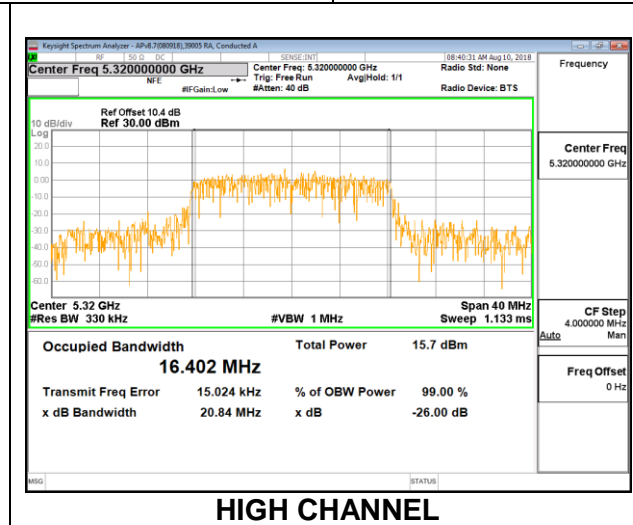 Keysight Spectrum Analyzer - APv8.7(080918),39005 RA, Conducted A
RF 50 Ω DC SENSE:INT 08:40:31 AM Aug 10, 2018
Center Freq 5.320000000 GHz Center Freq: 5.320000000 GHz Radio Std: None Frequency
NFE Trig: Free Run Avg|Hold: 1/1
#IFGain:Low #Atten: 40 dB Radio Device: BTS
Ref Offset 10.4 dB
10 dB/div Ref 30.00 dBm
Log
20.0
10.0
0.00
-10.0
-20.0
-30.0
-40.0
-50.0
-60.0
Center Freq
5.320000000 GHz
Center 5.32 GHz Span 40 MHz
#Res BW 330 kHz #VBW 1 MHz Sweep 1.133 ms
CF Step
4.000000 MHz
Auto Man
Occupied Bandwidth Total Power 15.7 dBm
16.402 MHz
Freq Offset
0 Hz
Transmit Freq Error 15.024 kHz % of OBW Power 99.00 %
x dB Bandwidth 20.84 MHz x dB -26.00 dB
MSG STATUS
HIGH CHANNEL